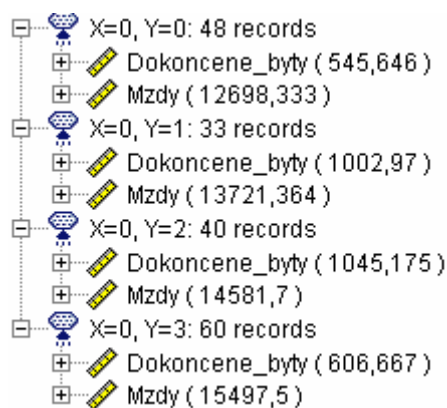 X=0, Y=0: 48 records
Dokoncene_byty ( 545,646 )
Mzdy ( 12698,333 )
X=0, Y=1: 33 records
Dokoncene_byty ( 1002,97 )
Mzdy ( 13721,364 )
X=0, Y=2: 40 records
Dokoncene_byty ( 1045,175 )
Mzdy ( 14581,7 )
X=0, Y=3: 60 records
Dokoncene_byty ( 606,667 )
Mzdy ( 15497,5 )